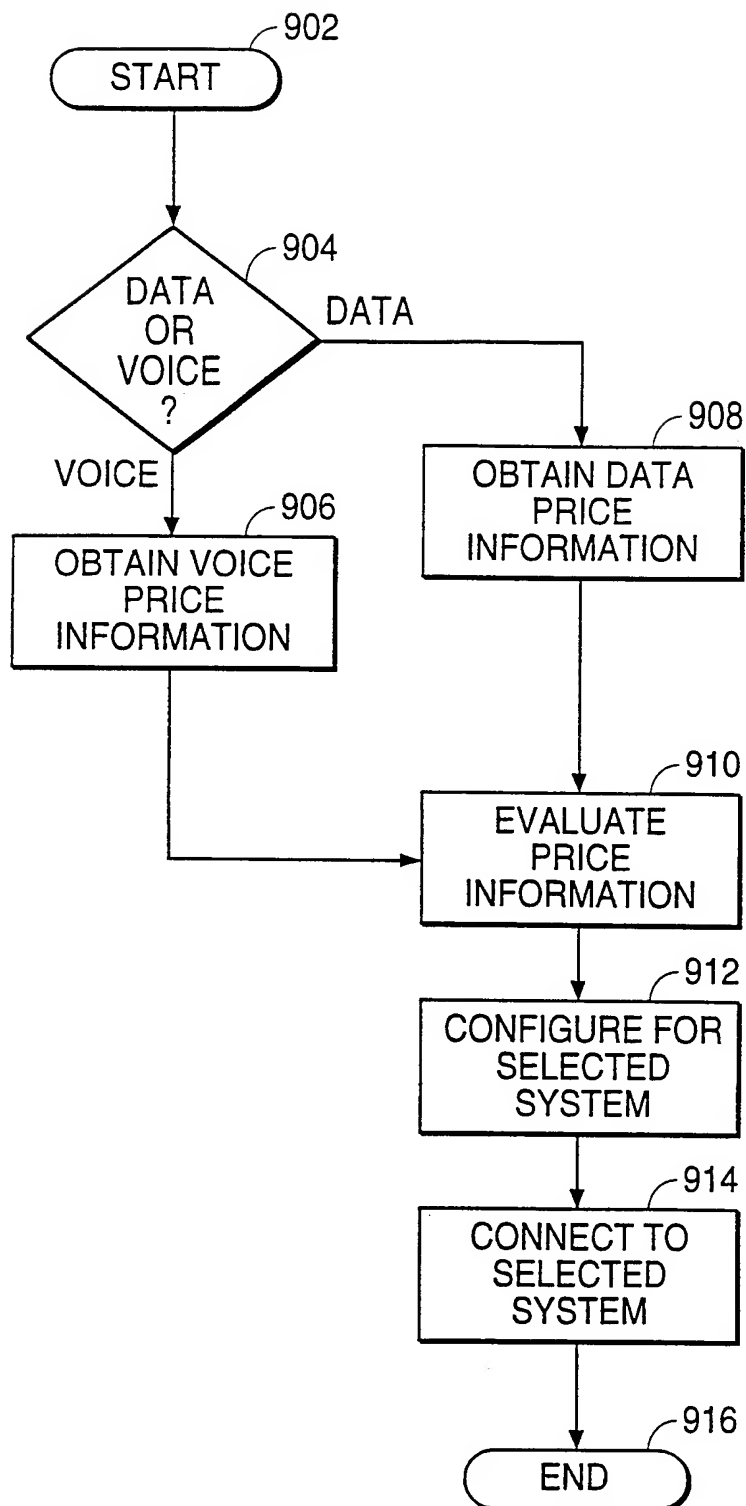 902
START
904
DATA
OR
VOICE
?
DATA
VOICE
906
OBTAIN VOICE
PRICE
INFORMATION
908
OBTAIN DATA
PRICE
INFORMATION
910
EVALUATE
PRICE
INFORMATION
912
CONFIGURE FOR
SELECTED
SYSTEM
914
CONNECT TO
SELECTED
SYSTEM
916
END